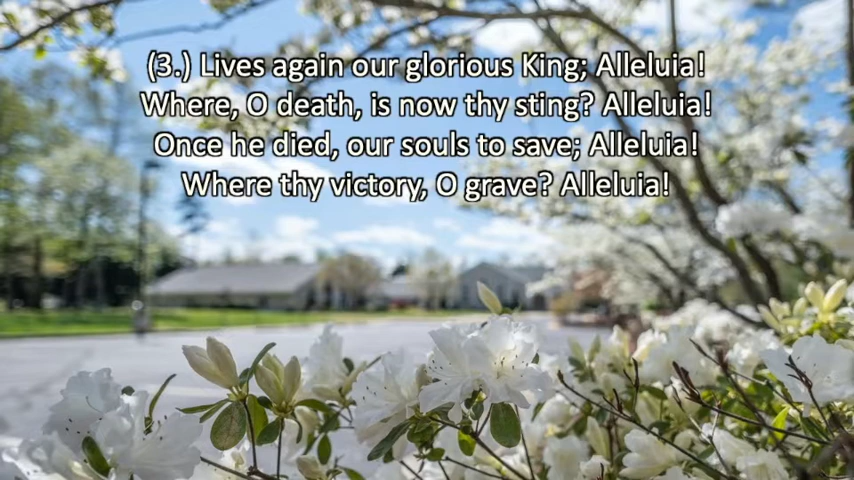 (3.) Lives again our glorious King; Alleluia!
Where, O death, is now thy sting? Alleluia!
Once he died, our souls to save; Alleluia!
Where thy victory, O grave? Alleluia!